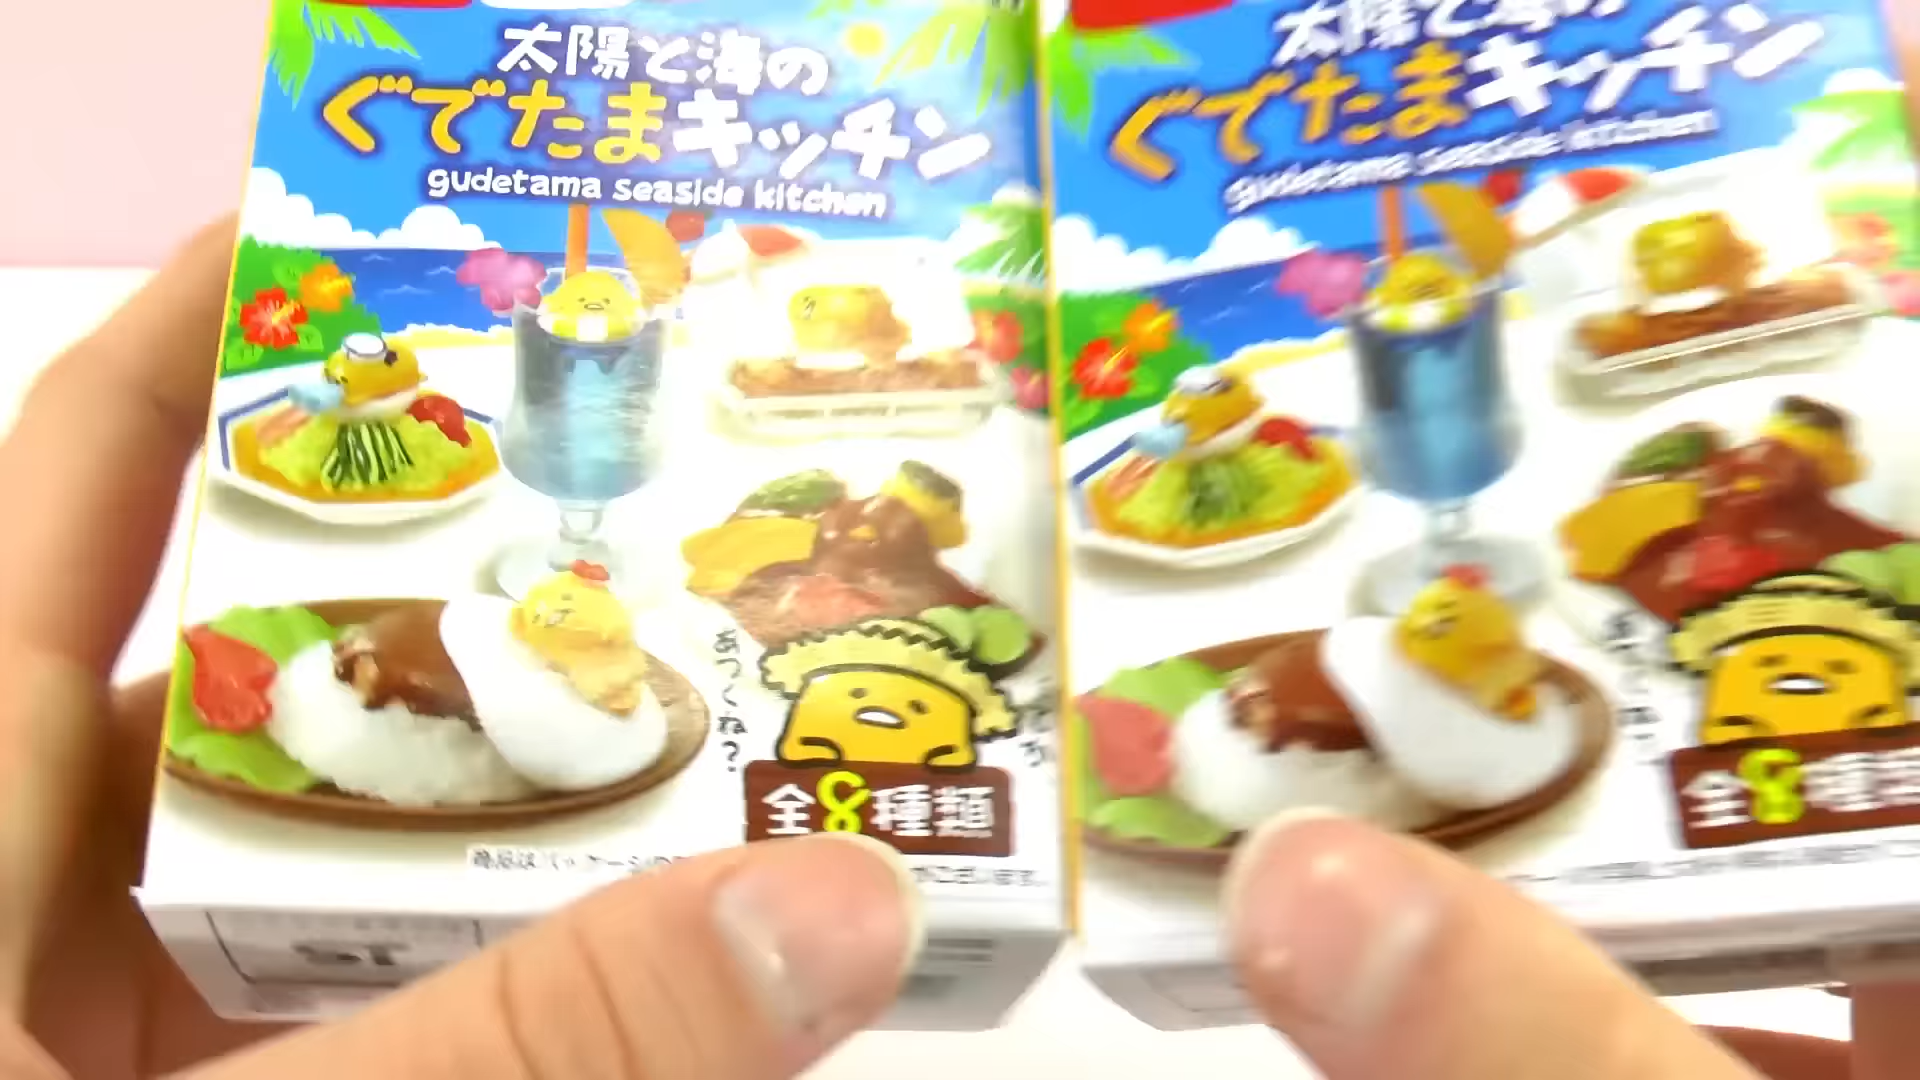 太陽と海の
ぐでたまキッチン
gudetama seaside kitchen
あつくね?
全8種類
太陽と海の
ぐでたまキッチン
gudetama seaside kitchen
全8種類